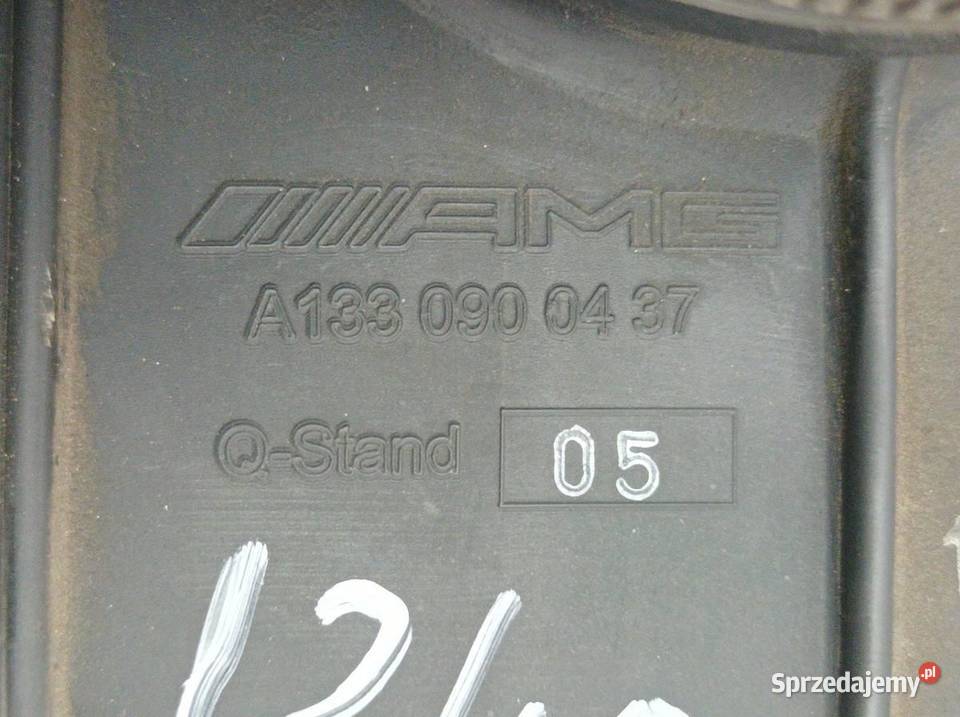 AMG
A133 090 04 37
Q-Stand 05
Sprzedajemy.pl